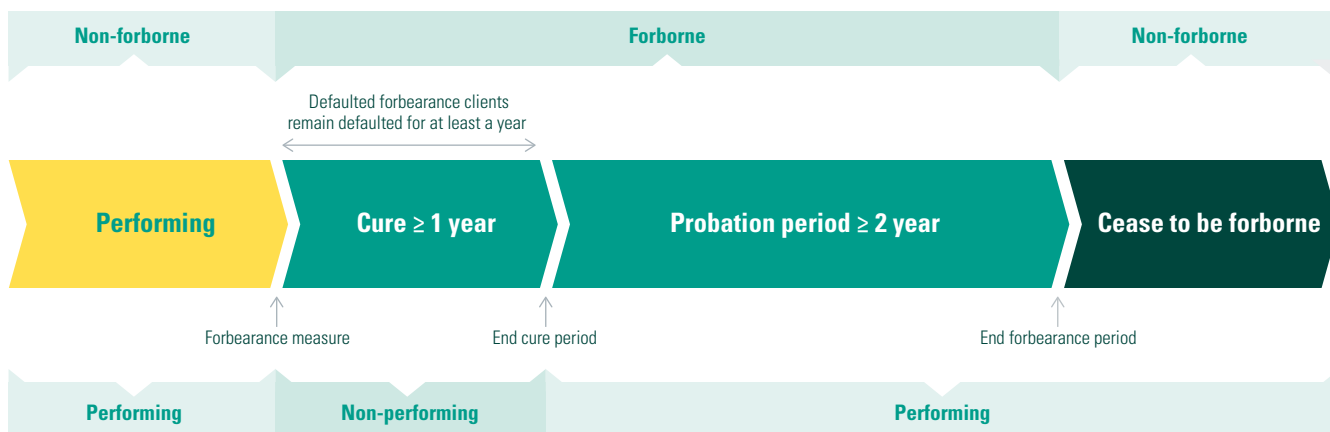 Non-forborne
Forborne
Non-forborne
Defaulted forbearance clients
remain defaulted for at least a year
Performing
Cure ≥ 1 year
Probation period ≥ 2 year
Cease to be forborne
Forbearance measure
End cure period
End forbearance period
Performing
Non-performing
Performing